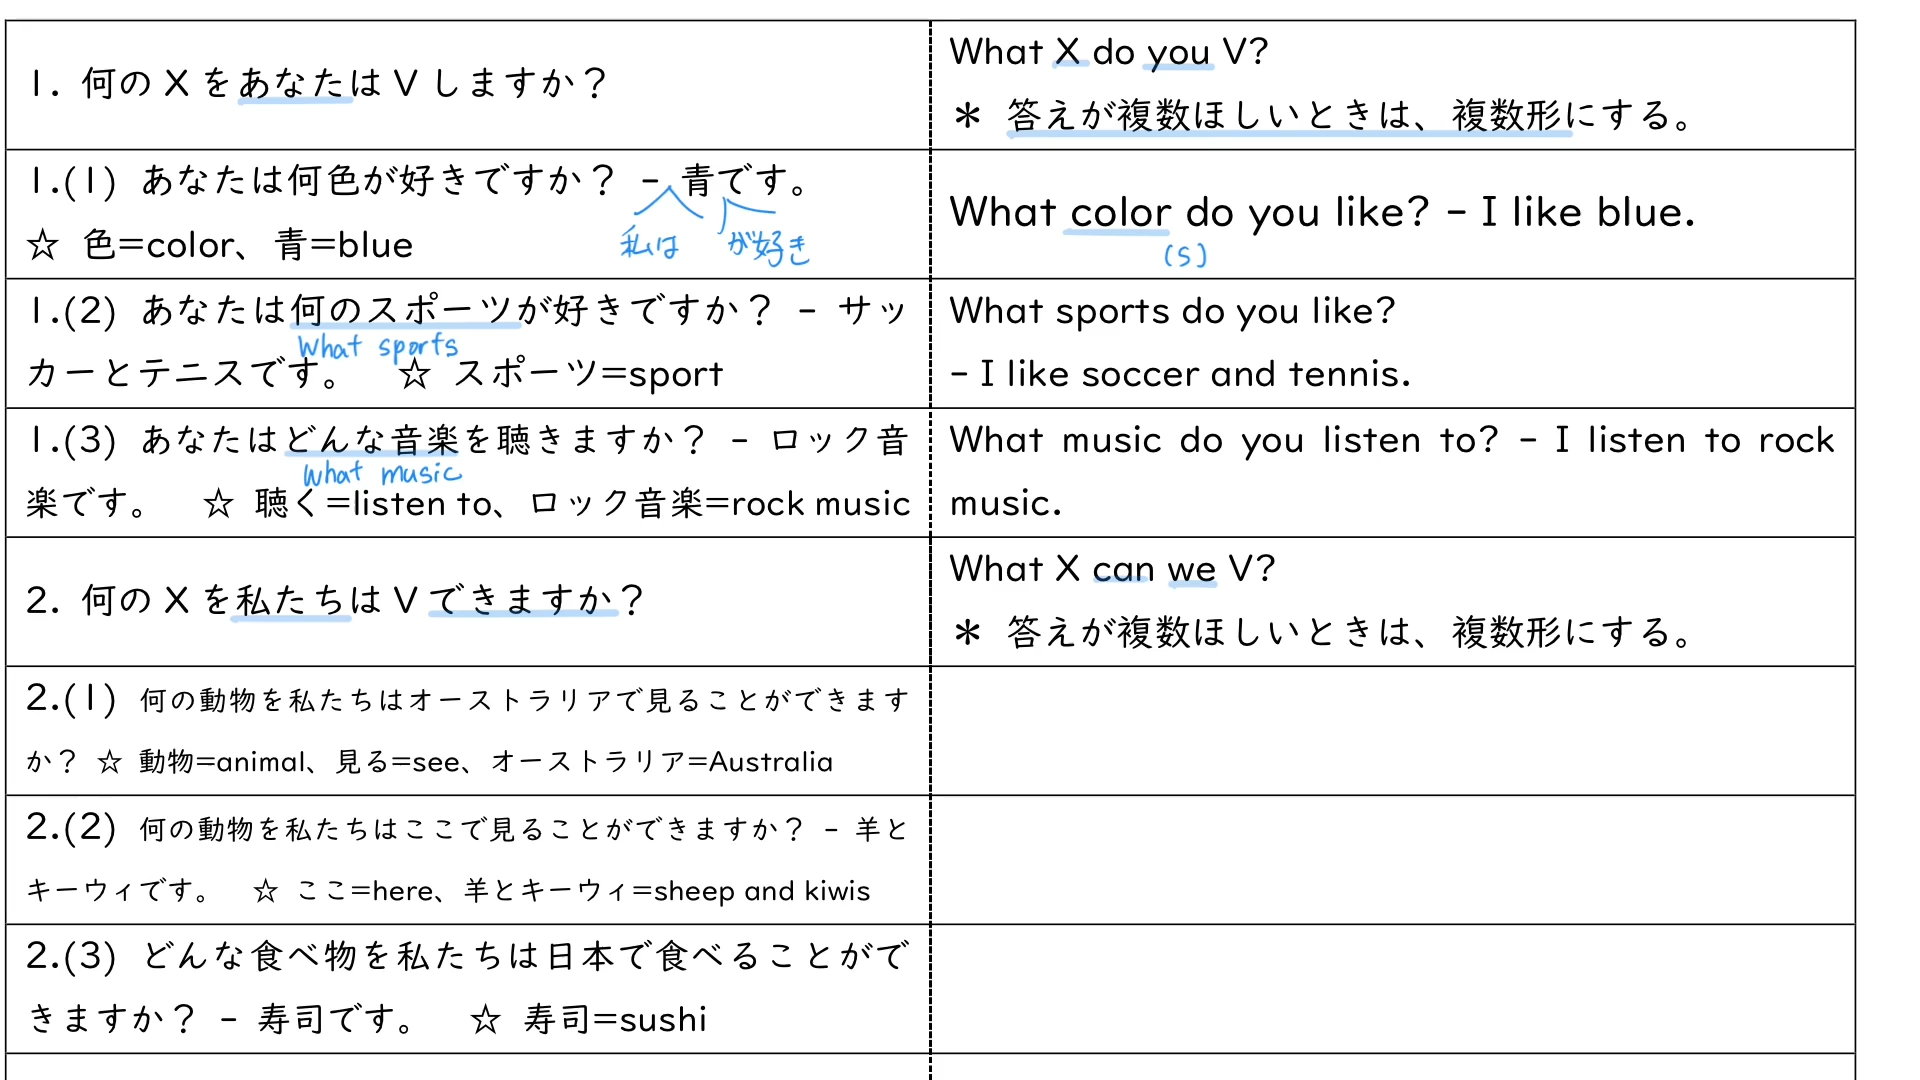 1. 何の X をあなたは V しますか？
What X do you V?
＊ 答えが複数ほしいときは、複数形にする。
1.(1) あなたは何色が好きですか？ – 青です。
私は が好き
☆ 色=color、青=blue
What color do you like? – I like blue.
(s)
1.(2) あなたは何のスポーツが好きですか？ – サッ
What sports
カーとテニスです。 ☆ スポーツ=sport
What sports do you like?
– I like soccer and tennis.
1.(3) あなたはどんな音楽を聴きますか？ – ロック音
What music
楽です。 ☆ 聴く=listen to、ロック音楽=rock music
What music do you listen to? – I listen to rock
music.
2. 何の X を私たちは V できますか？
What X can we V?
＊ 答えが複数ほしいときは、複数形にする。
2.(1) 何の動物を私たちはオーストラリアで見ることができます
か？ ☆ 動物=animal、見る=see、オーストラリア=Australia
2.(2) 何の動物を私たちはここで見ることができますか？ – 羊と
キーウィです。 ☆ ここ=here、羊とキーウィ=sheep and kiwis
2.(3) どんな食べ物を私たちは日本で食べることがで
きますか？ – 寿司です。 ☆ 寿司=sushi